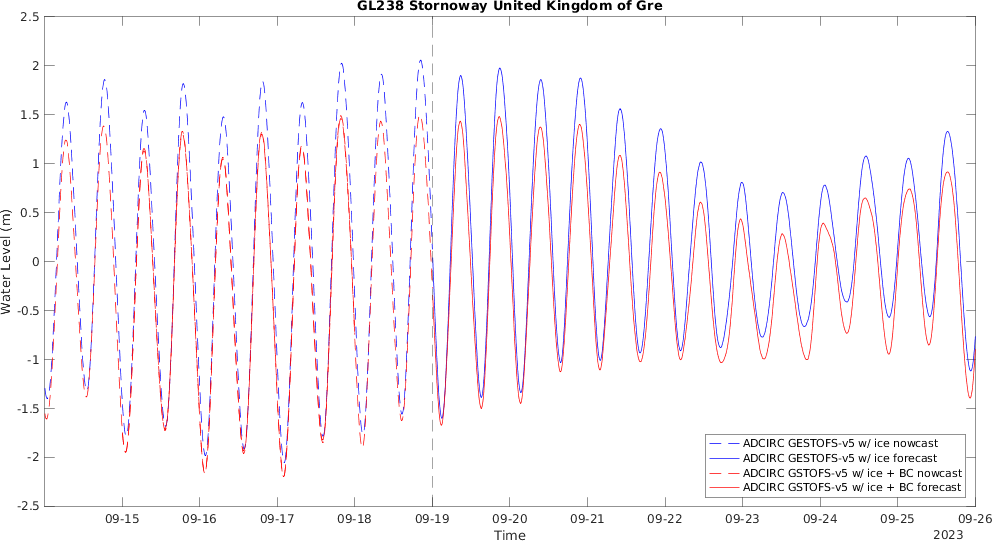 GL238 Stornoway United Kingdom of Gre
2.5
2
1.5
1
0.5
0
-0.5
-1
-1.5
-2
-2.5
Water Level (m)
ADCIRC GESTOFS-v5 w/ ice nowcast
ADCIRC GESTOFS-v5 w/ ice forecast
ADCIRC GSTOFS-v5 w/ ice + BC nowcast
ADCIRC GSTOFS-v5 w/ ice + BC forecast
09-15 09-16 09-17 09-18 09-19 09-20 09-21 09-22 09-23 09-24 09-25 09-26
Time
2023